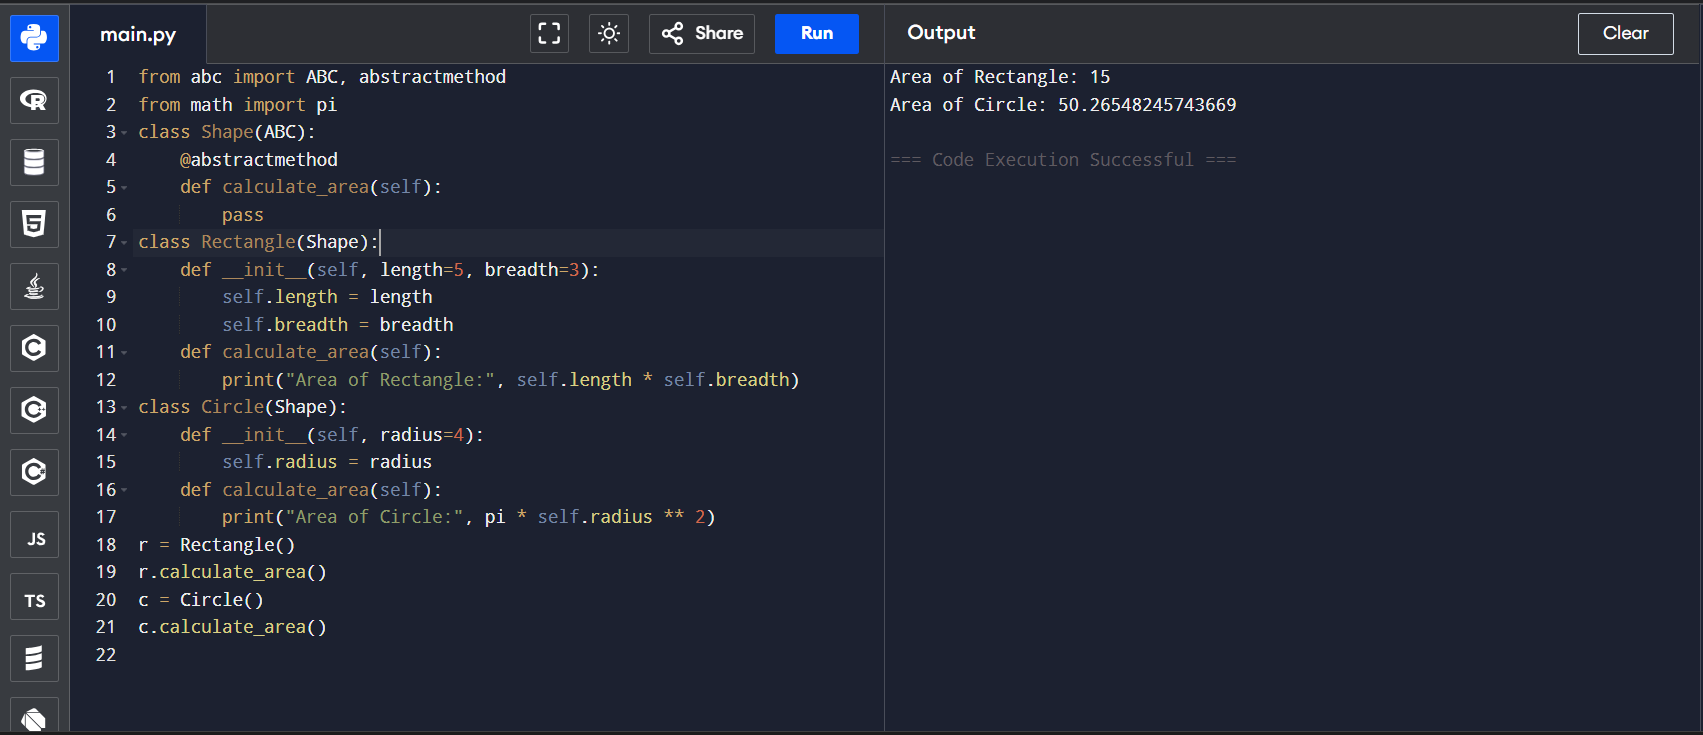 main.py
Share
Run
Output
Clear
1 from abc import ABC, abstractmethod
2 from math import pi
3 class Shape(ABC):
4     @abstractmethod
5     def calculate_area(self):
6         pass
7 class Rectangle(Shape):
8     def __init__(self, length=5, breadth=3):
9         self.length = length
10         self.breadth = breadth
11     def calculate_area(self):
12         print("Area of Rectangle:", self.length * self.breadth)
13 class Circle(Shape):
14     def __init__(self, radius=4):
15         self.radius = radius
16     def calculate_area(self):
17         print("Area of Circle:", pi * self.radius ** 2)
18 r = Rectangle()
19 r.calculate_area()
20 c = Circle()
21 c.calculate_area()
22
Area of Rectangle: 15
Area of Circle: 50.26548245743669
=== Code Execution Successful ===
R
5
C
C++
C#
JS
TS